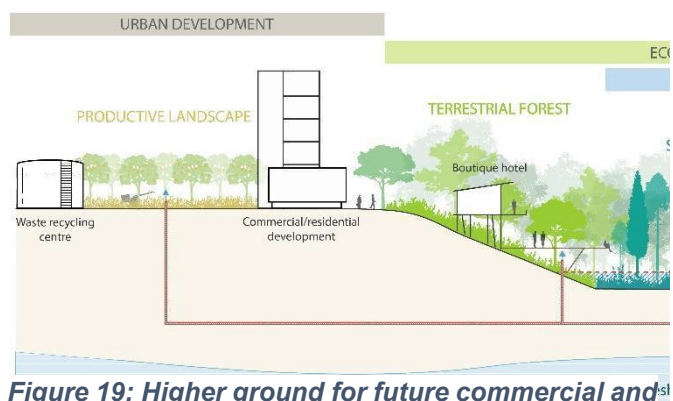 URBAN DEVELOPMENT
ECO
PRODUCTIVE LANDSCAPE
TERRESTRIAL FOREST
S
Boutique hotel
Waste recycling
centre
Commercial/residential
development
Figure 19: Higher ground for future commercial and